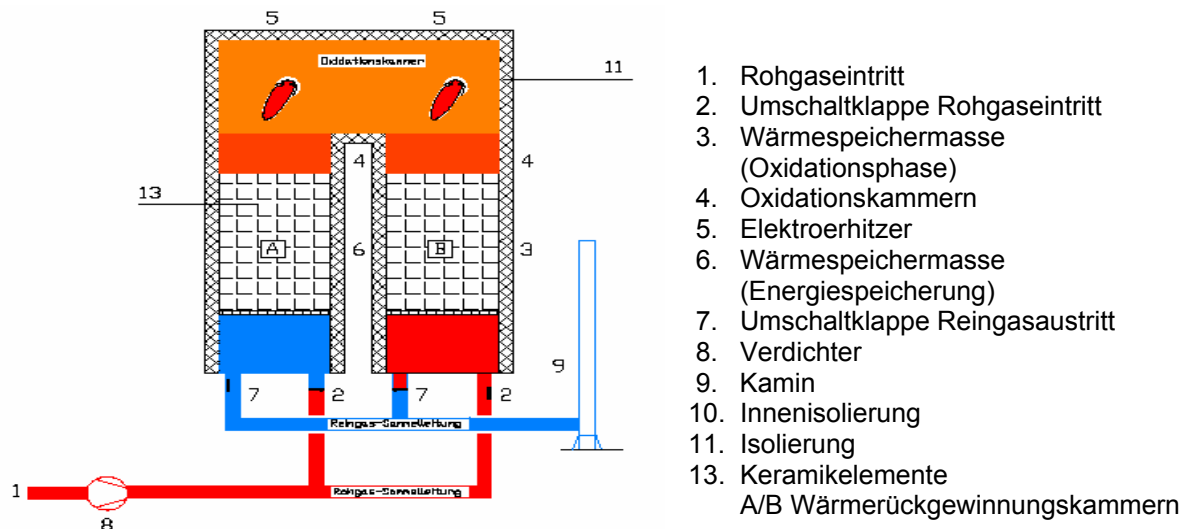 5 5
Oxidationskammer
11
4 4
13
A 6 B 3
9
7 2 7 2
Reingas-Sammelleitung
1 Rohgas-Sammelleitung
8
1. Rohgaseintritt
2. Umschaltklappe Rohgaseintritt
3. Wärmespeichermasse
(Oxidationsphase)
4. Oxidationskammern
5. Elektroerhitzer
6. Wärmespeichermasse
(Energiespeicherung)
7. Umschaltklappe Reingasaustritt
8. Verdichter
9. Kamin
10. Innenisolierung
11. Isolierung
13. Keramikelemente
A/B Wärmerückgewinnungskammern